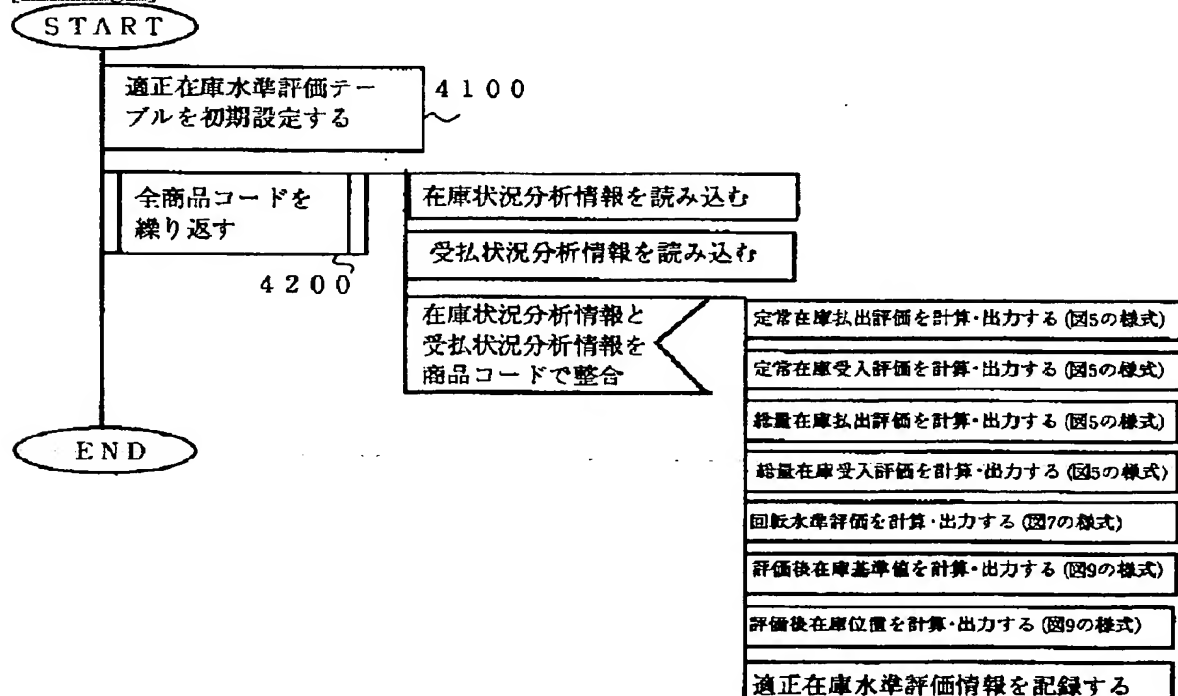 START
適正在庫水準評価テー
ブルを初期設定する
4100
全商品コードを
繰り返す
4200
在庫状況分析情報を読み込む
受払状況分析情報を読み込む
在庫状況分析情報と
受払状況分析情報を
商品コードで整合
定常在庫払出評価を計算・出力する(図5の様式)
定常在庫受入評価を計算・出力する(図5の様式)
総量在庫払出評価を計算・出力する(図5の様式)
総量在庫受入評価を計算・出力する(図5の様式)
回転水準評価を計算・出力する(図7の様式)
評価後在庫基準値を計算・出力する(図9の様式)
評価後在庫位置を計算・出力する(図9の様式)
適正在庫水準評価情報を記録する
END